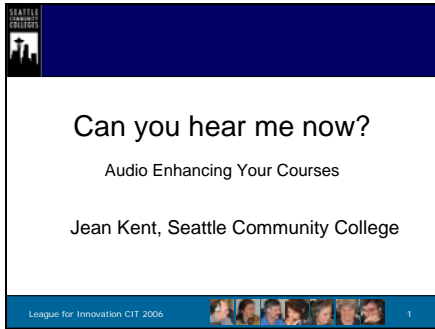 SEATTLE
COMMUNITY
COLLEGES
Can you hear me now?
Audio Enhancing Your Courses
Jean Kent, Seattle Community College
League for Innovation CIT 2006
1